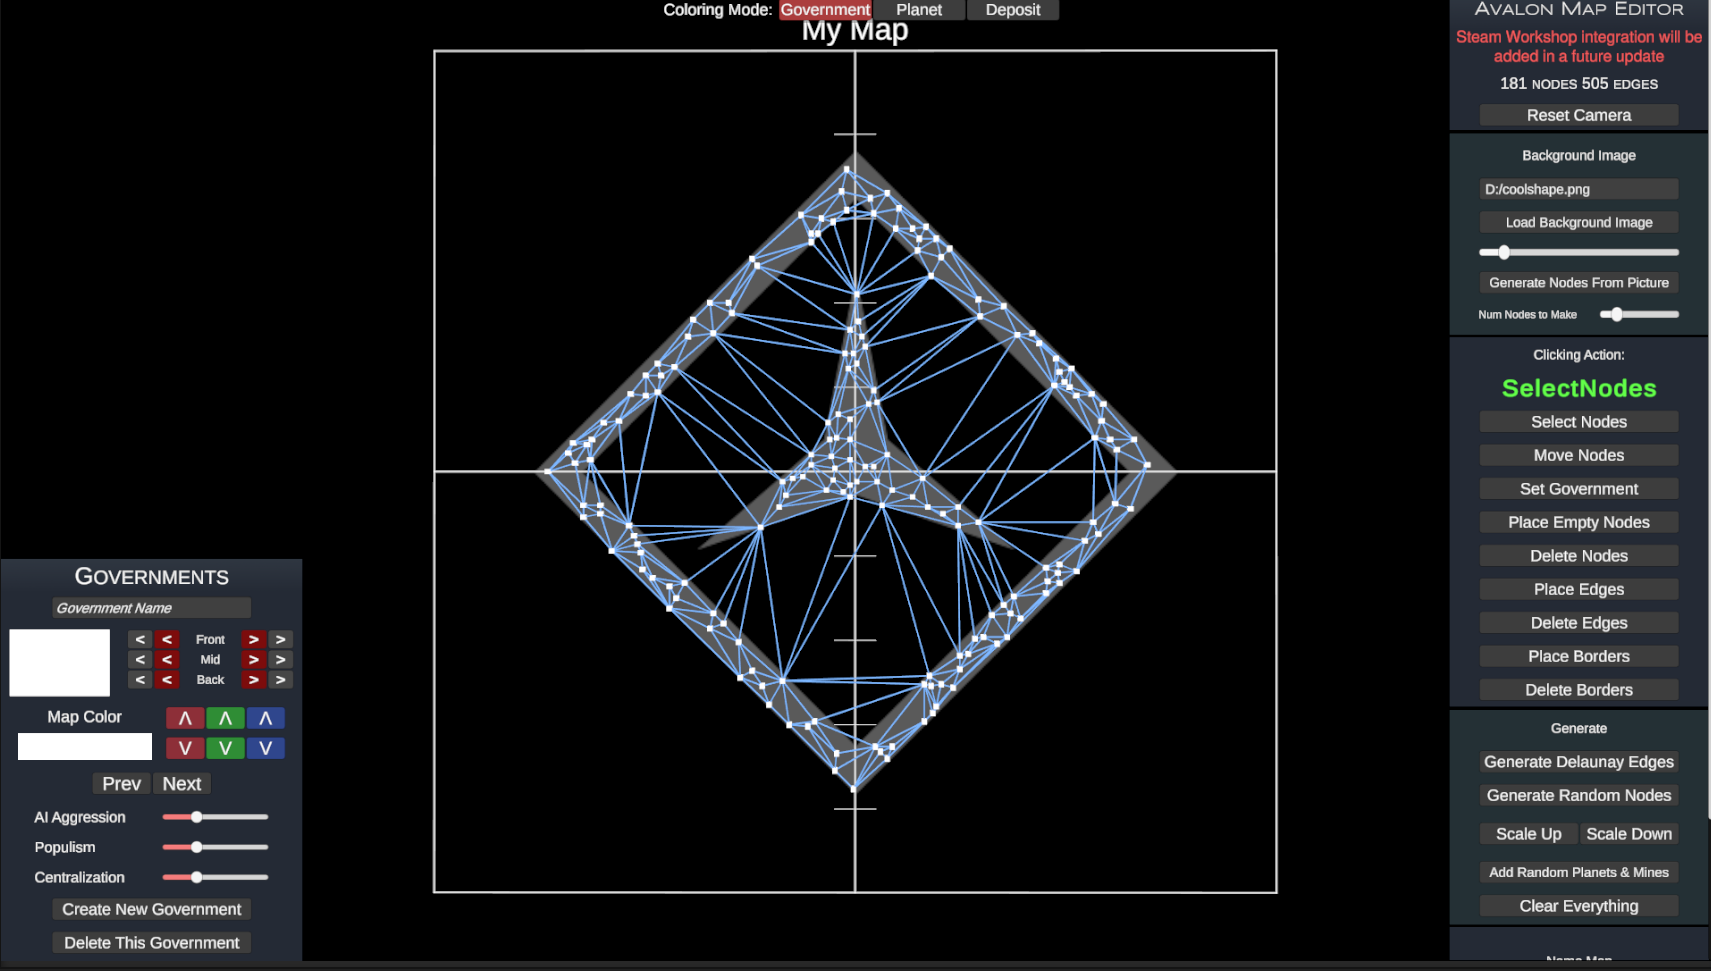 Coloring Mode: Government Planet Deposit
My Map
AVALON MAP EDITOR
Steam Workshop integration will be
added in a future update
181 NODES 505 EDGES
Reset Camera
Background Image
D:/coolshape.png
Load Background Image
Generate Nodes From Picture
Num Nodes to Make
Clicking Action:
SelectNodes
Select Nodes
Move Nodes
Set Government
Place Empty Nodes
Delete Nodes
Place Edges
Delete Edges
Place Borders
Delete Borders
Generate
Generate Delaunay Edges
Generate Random Nodes
Scale Up Scale Down
Add Random Planets & Mines
Clear Everything
Name Map
GOVERNMENTS
Government Name
< < Front > >
< < Mid > >
< < Back > >
Map Color Λ Λ Λ
V V V
Prev Next
AI Aggression
Populism
Centralization
Create New Government
Delete This Government